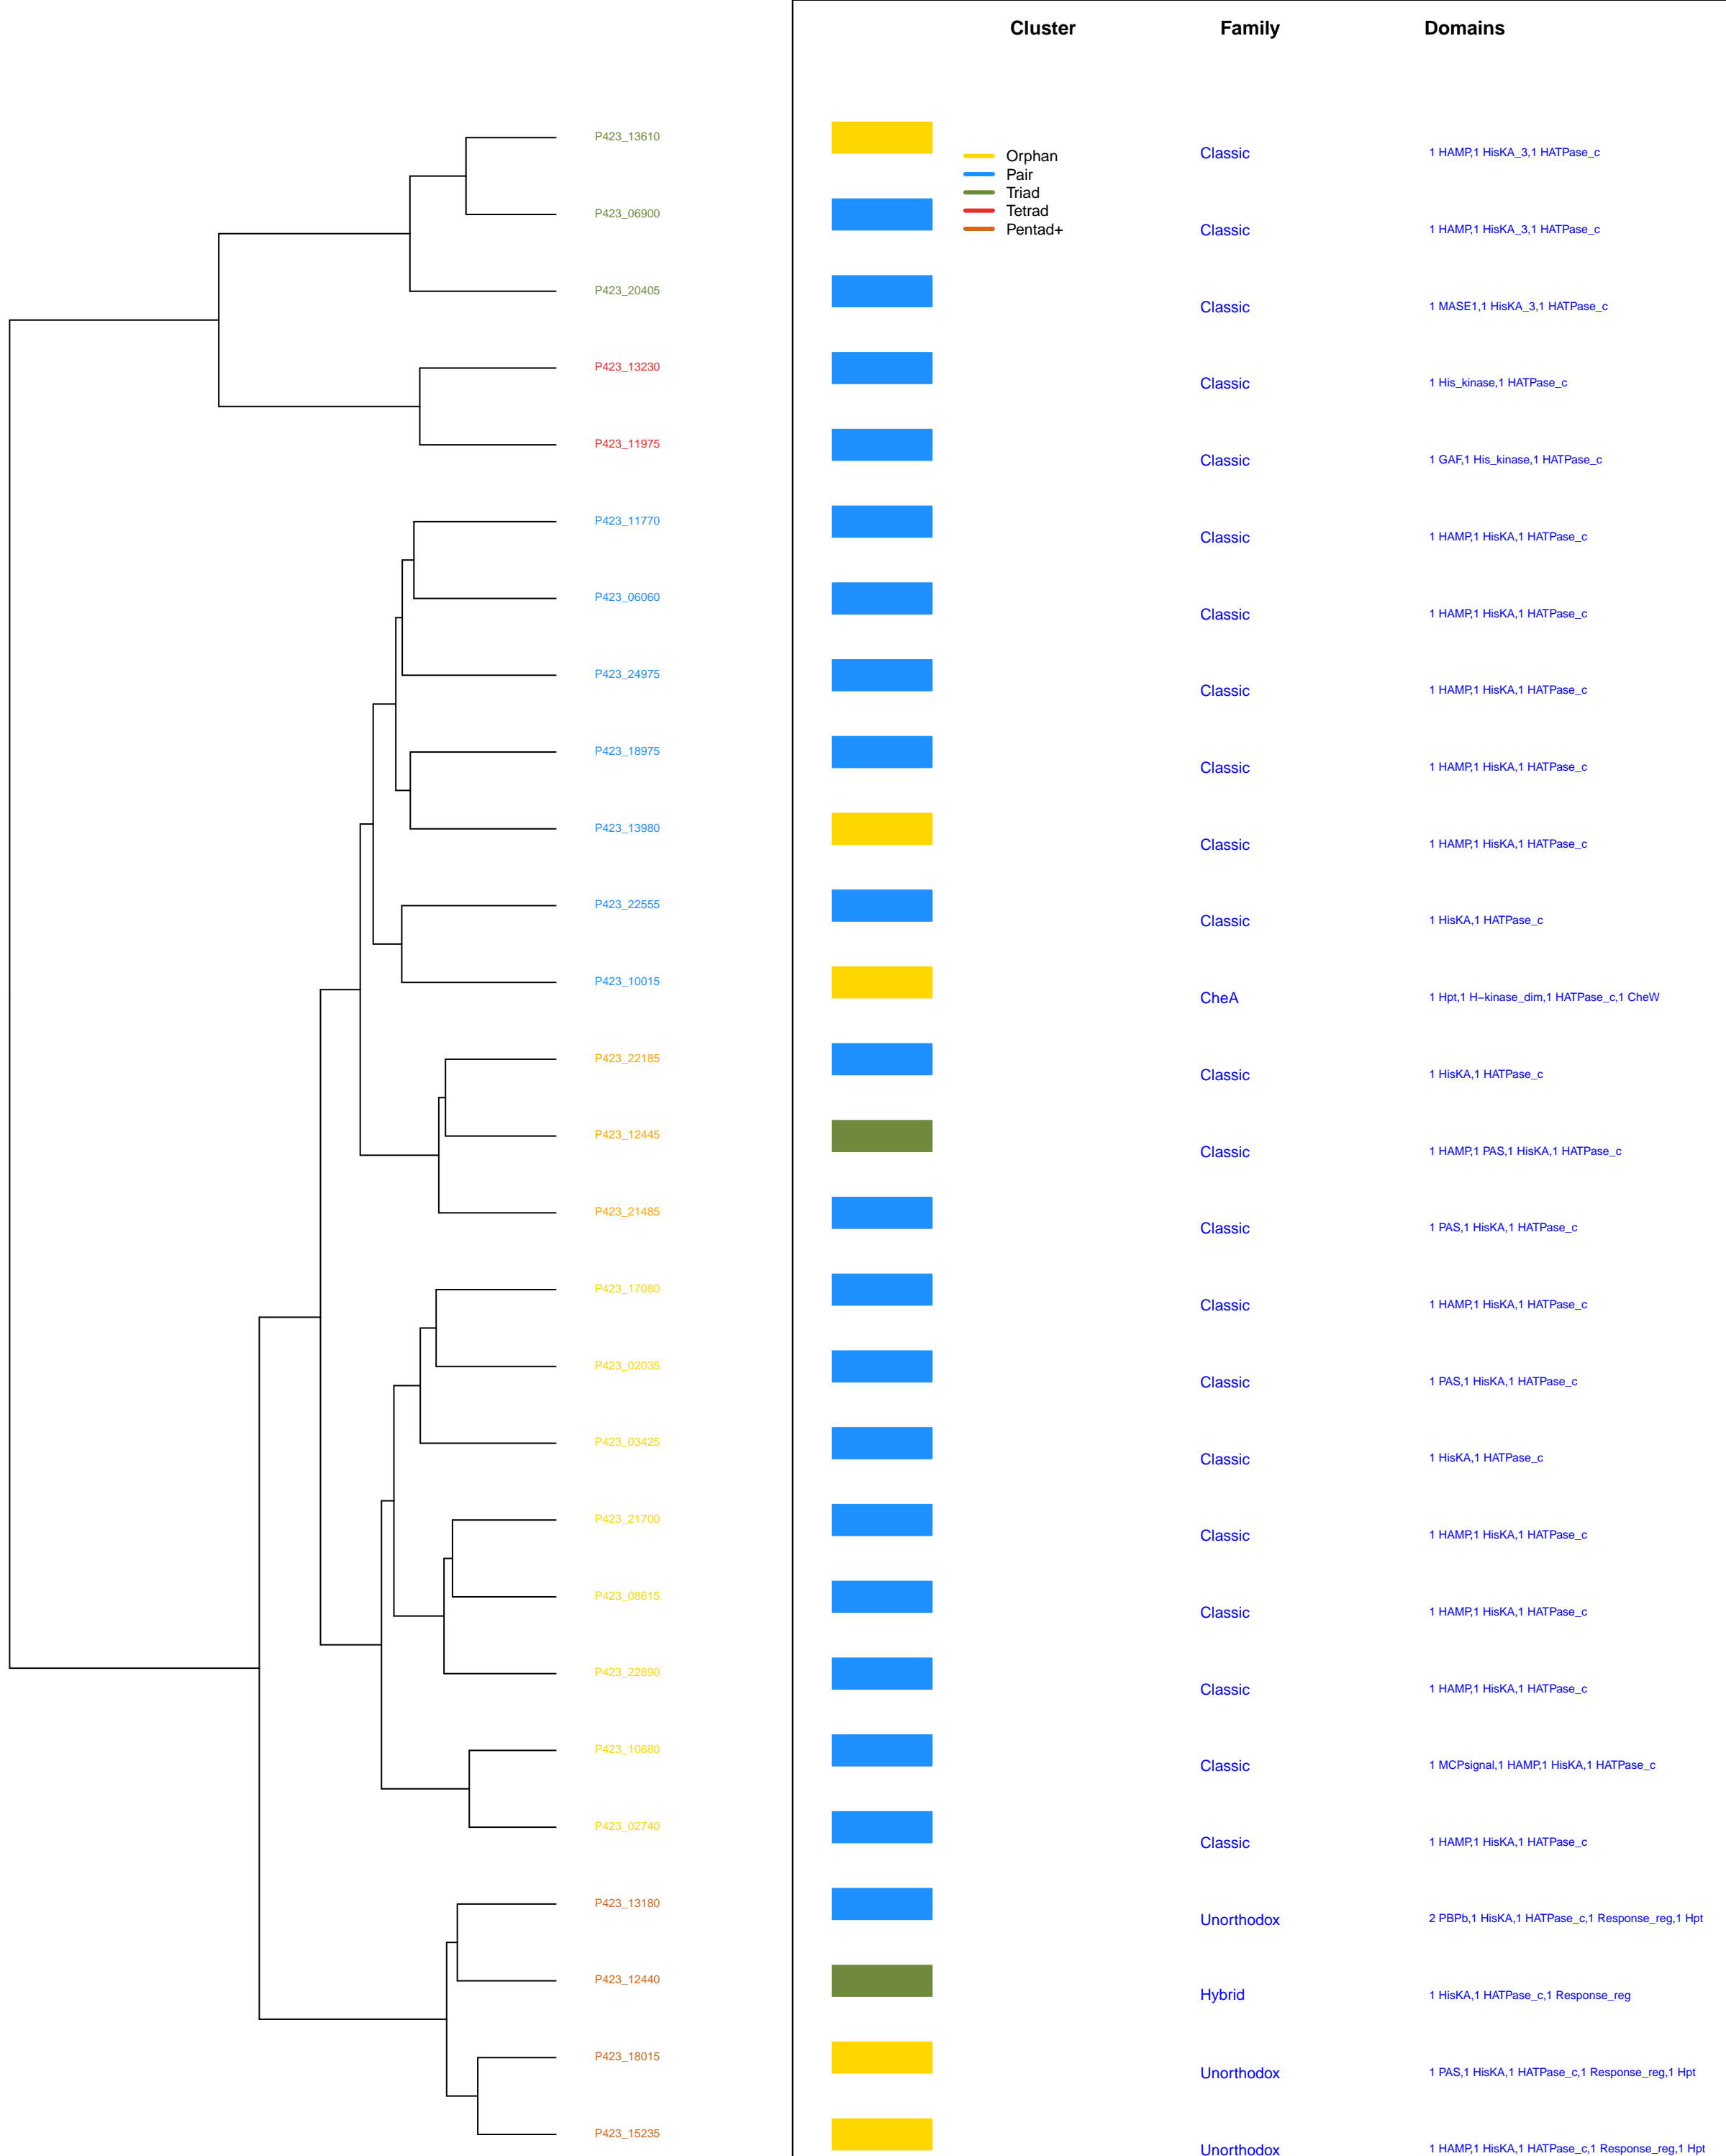 Cluster Family Domains
P423_13610
Orphan
Classic 1 HAMP,1 HisKA_3,1 HATPase_c
Pair
Triad
P423_06900
Tetrad
Pentad+
Classic 1 HAMP,1 HisKA_3,1 HATPase_c
P423_20405
Classic 1 MASE1,1 HisKA_3,1 HATPase_c
P423_13230
Classic 1 His_kinase,1 HATPase_c
P423_11975
Classic 1 GAF,1 His_kinase,1 HATPase_c
P423_11770
Classic 1 HAMP,1 HisKA,1 HATPase_c
P423_06060
Classic 1 HAMP,1 HisKA,1 HATPase_c
P423_24975
Classic 1 HAMP,1 HisKA,1 HATPase_c
P423_18975
Classic 1 HAMP,1 HisKA,1 HATPase_c
P423_13980
Classic 1 HAMP,1 HisKA,1 HATPase_c
P423_22555
Classic 1 HisKA,1 HATPase_c
P423_10015
CheA 1 Hpt,1 H−kinase_dim,1 HATPase_c,1 CheW
P423_22185
Classic 1 HisKA,1 HATPase_c
P423_12445
Classic 1 HAMP,1 PAS,1 HisKA,1 HATPase_c
P423_21485
Classic 1 PAS,1 HisKA,1 HATPase_c
P423_17080
Classic 1 HAMP,1 HisKA,1 HATPase_c
P423_02035
Classic 1 PAS,1 HisKA,1 HATPase_c
P423_03425
Classic 1 HisKA,1 HATPase_c
P423_21700
Classic 1 HAMP,1 HisKA,1 HATPase_c
P423_08615
Classic 1 HAMP,1 HisKA,1 HATPase_c
P423_22890
Classic 1 HAMP,1 HisKA,1 HATPase_c
P423_10680
Classic 1 MCPsignal,1 HAMP,1 HisKA,1 HATPase_c
P423_02740
Classic 1 HAMP,1 HisKA,1 HATPase_c
P423_13180
Unorthodox 2 PBPb,1 HisKA,1 HATPase_c,1 Response_reg,1 Hpt
P423_12440
Hybrid 1 HisKA,1 HATPase_c,1 Response_reg
P423_18015
Unorthodox 1 PAS,1 HisKA,1 HATPase_c,1 Response_reg,1 Hpt
P423_15235
Unorthodox 1 HAMP,1 HisKA,1 HATPase_c,1 Response_reg,1 Hpt